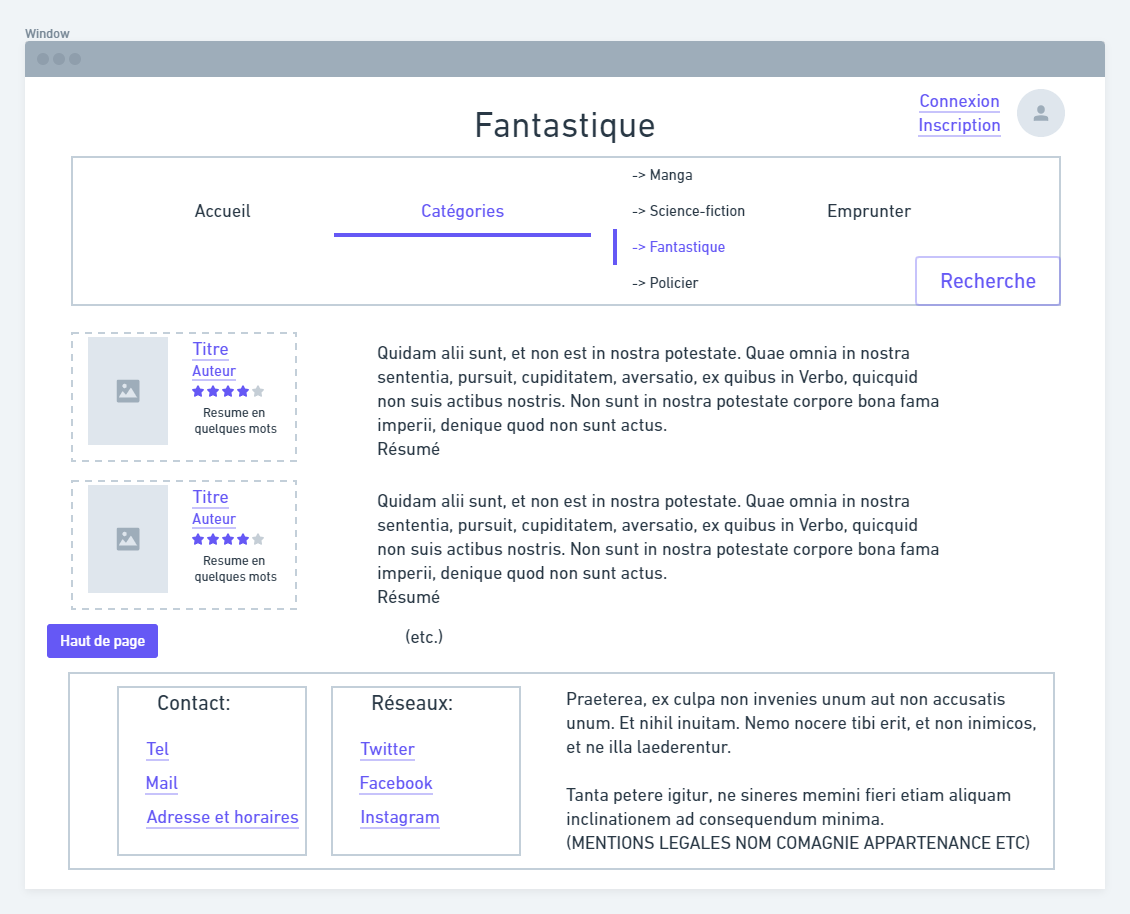 Window
Connexion
Inscription
Fantastique
Accueil
Catégories
-> Manga
-> Science-fiction
-> Fantastique
-> Policier
Emprunter
Recherche
Titre
Auteur
Resume en
quelques mots
Quidam alii sunt, et non est in nostra potestate. Quae omnia in nostra
sententia, pursuit, cupiditatem, aversatio, ex quibus in Verbo, quicquid
non suis actibus nostris. Non sunt in nostra potestate corpore bona fama
imperii, denique quod non sunt actus.
Résumé
Titre
Auteur
Resume en
quelques mots
Quidam alii sunt, et non est in nostra potestate. Quae omnia in nostra
sententia, pursuit, cupiditatem, aversatio, ex quibus in Verbo, quicquid
non suis actibus nostris. Non sunt in nostra potestate corpore bona fama
imperii, denique quod non sunt actus.
Résumé
Haut de page
(etc.)
Contact:
Tel
Mail
Adresse et horaires
Réseaux:
Twitter
Facebook
Instagram
Praeterea, ex culpa non invenies unum aut non accusatis
unum. Et nihil inuitam. Nemo nocere tibi erit, et non inimicos,
et ne illa laederentur.
Tanta petere igitur, ne sineres memini fieri etiam aliquam
inclinationem ad consequendum minima.
(MENTIONS LEGALES NOM COMAGNIE APPARTENANCE ETC)